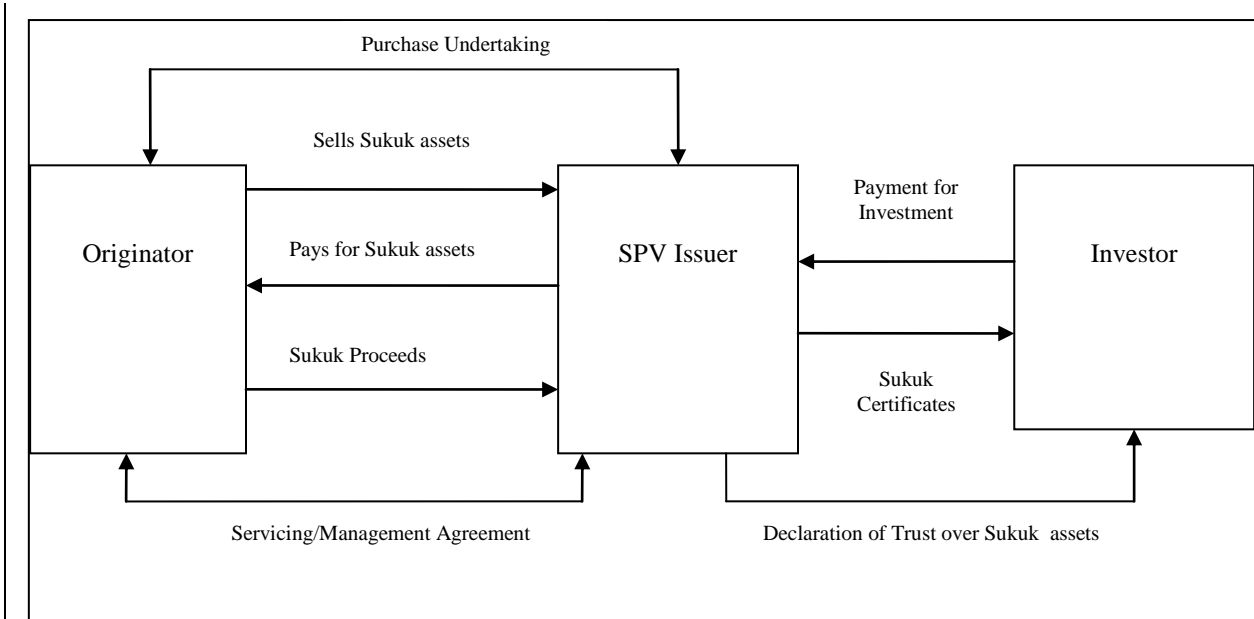 Purchase Undertaking
Sells Sukuk assets
Originator
Pays for Sukuk assets
Sukuk Proceeds
SPV Issuer
Payment for
Investment
Investor
Sukuk
Certificates
Servicing/Management Agreement
Declaration of Trust over Sukuk assets